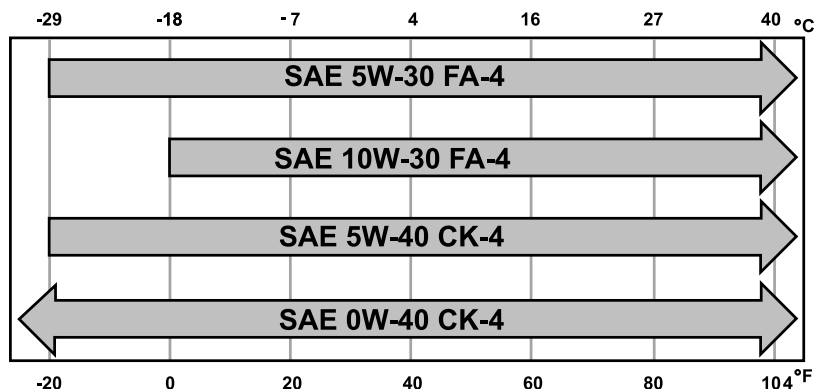 -29 -18 -7 4 16 27 40 °C
SAE 5W-30 FA-4
SAE 10W-30 FA-4
SAE 5W-40 CK-4
SAE 0W-40 CK-4
-20 0 20 40 60 80 104 °F